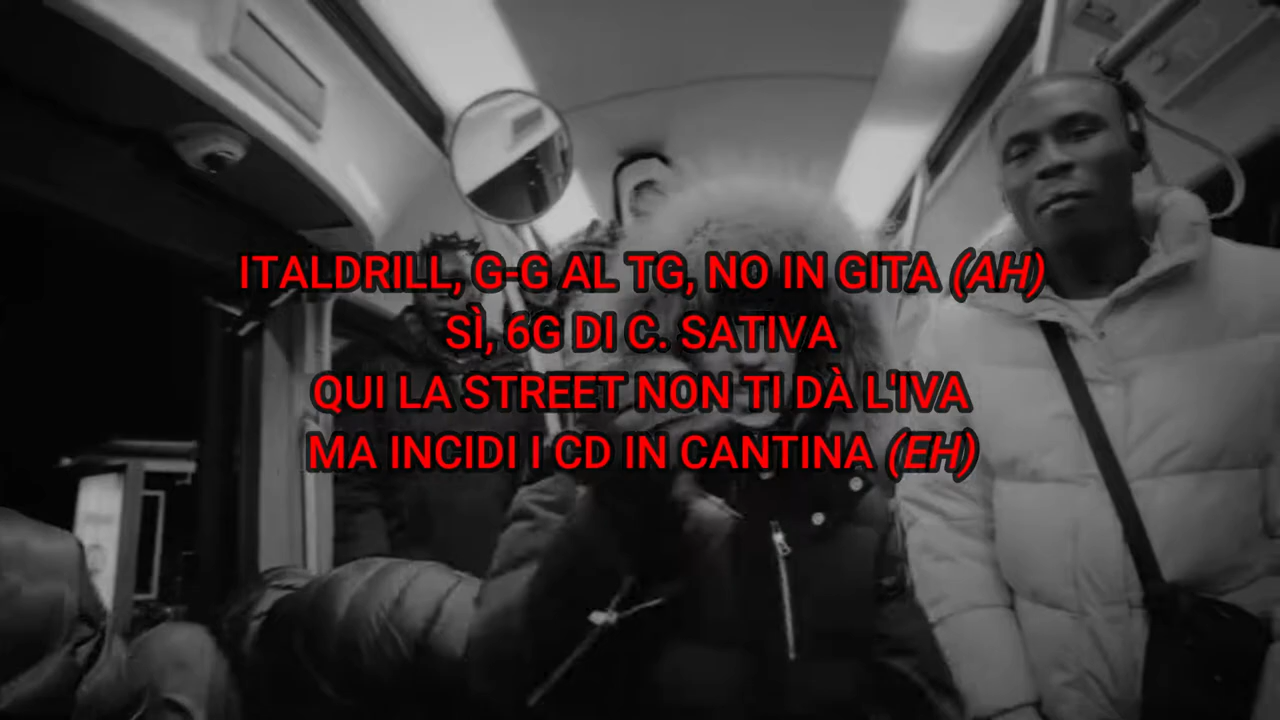 ITALDRILL, G-G AL TG, NO IN GITA (AH)
SÌ, 6G DI C. SATIVA
QUI LA STREET NON TI DÀ L'IVA
MA INCIDI I CD IN CANTINA (EH)